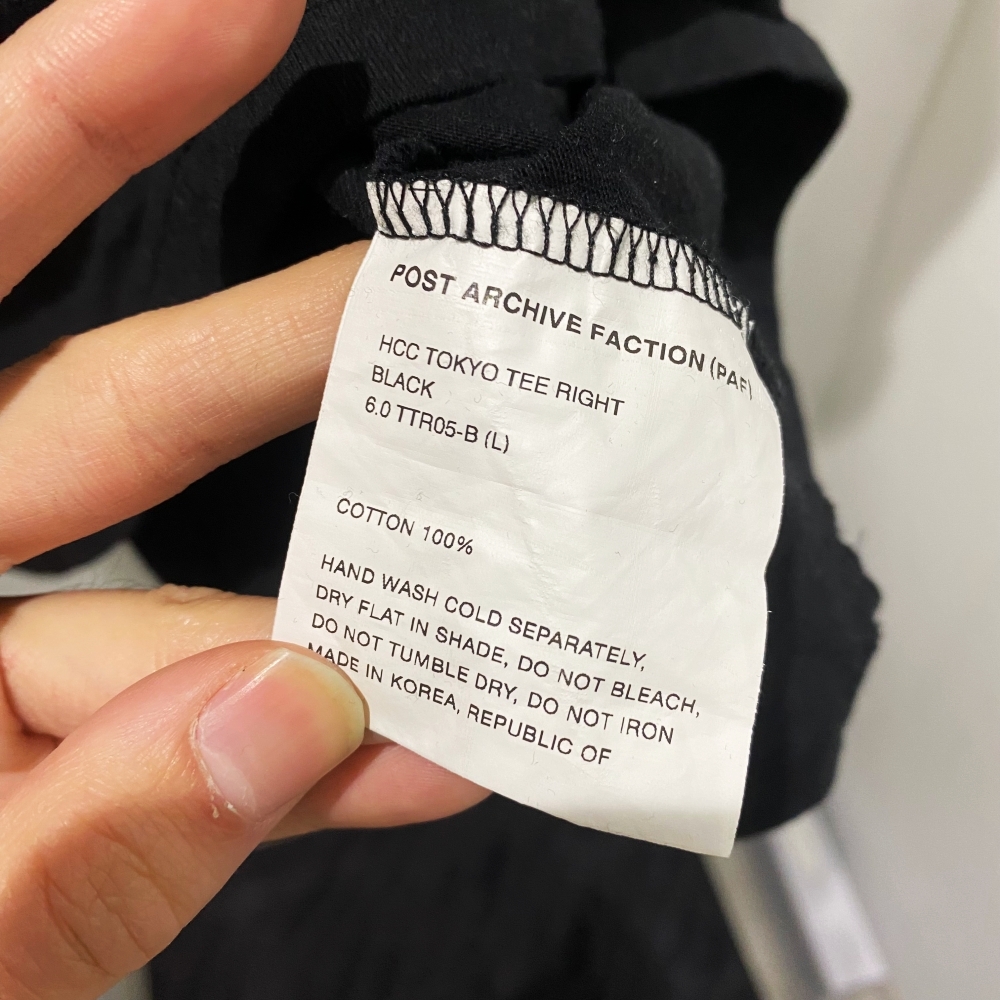 POST ARCHIVE FACTION (PAF)
HCC TOKYO TEE RIGHT
BLACK
6.0 TTR05-B (L)
COTTON 100%
HAND WASH COLD SEPARATELY,
DRY FLAT IN SHADE, DO NOT BLEACH,
DO NOT TUMBLE DRY, DO NOT IRON
MADE IN KOREA, REPUBLIC OF